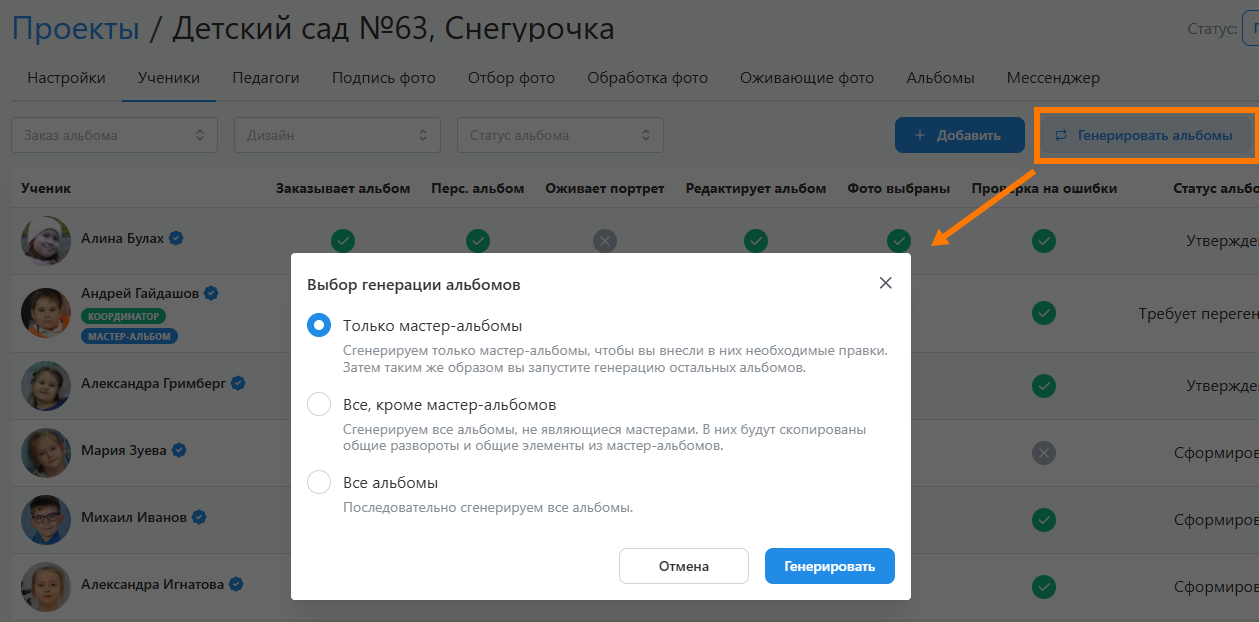 Проекты / Детский сад №63, Снегурочка
Статус:
Настройки Ученики Педагоги Подпись фото Отбор фото Обработка фото Оживающие фото Альбомы Мессенджер
Заказ альбома Дизайн Статус альбома + Добавить Генерировать альбомы
Ученик Заказывает альбом Перс. альбом Оживает портрет Редактирует альбом Фото выбраны Проверка на ошибки Статус альбо
Алина Булах Утвержде
Андрей Гайдашов
КООРДИНАТОР
МАСТЕР-АЛЬБОМ
Требует переген
Александра Гримберг Утвержде
Мария Зуева Сформиров
Михаил Иванов Сформиров
Александра Игнатова Сформиров
Выбор генерации альбомов
Только мастер-альбомы
Сгенерируем только мастер-альбомы, чтобы вы внесли в них необходимые правки.
Затем таким же образом вы запустите генерацию остальных альбомов.
Все, кроме мастер-альбомов
Сгенерируем все альбомы, не являющиеся мастерами. В них будут скопированы
общие развороты и общие элементы из мастер-альбомов.
Все альбомы
Последовательно сгенерируем все альбомы.
Отмена Генерировать